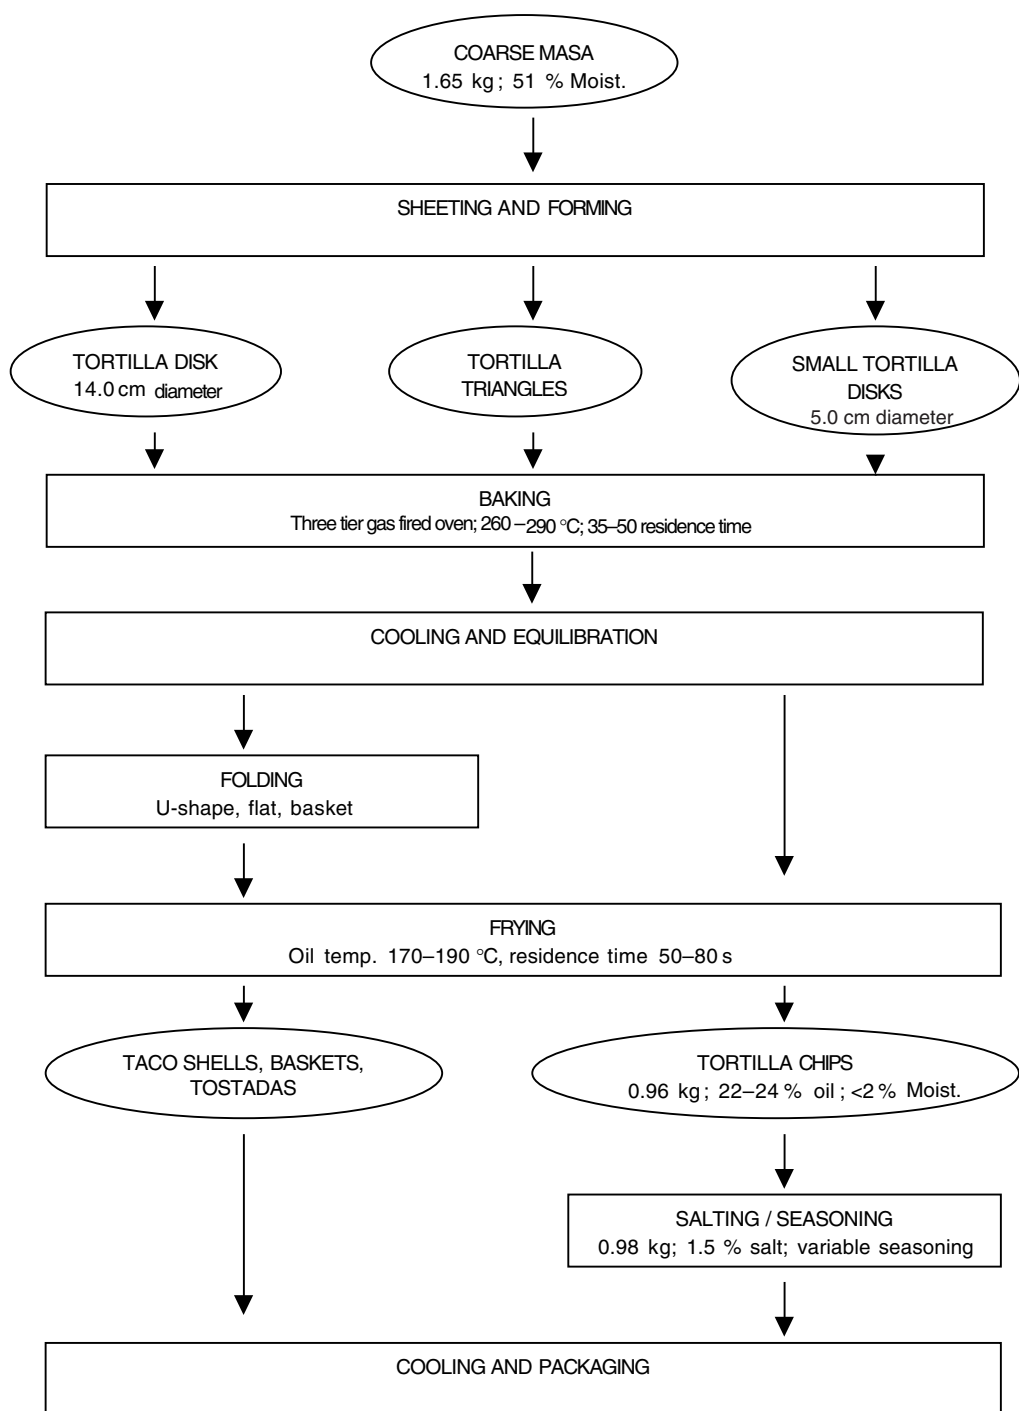 COARSE MASA
1.65 kg; 51 % Moist.
SHEETING AND FORMING
TORTILLA DISK
14.0 cm diameter
TORTILLA
TRIANGLES
SMALL TORTILLA
DISKS
5.0 cm diameter
BAKING
Three tier gas fired oven; 260–290 °C; 35–50 residence time
COOLING AND EQUILIBRATION
FOLDING
U-shape, flat, basket
FRYING
Oil temp. 170–190 °C, residence time 50–80 s
TACO SHELLS, BASKETS,
TOSTADAS
TORTILLA CHIPS
0.96 kg; 22–24 % oil; <2 % Moist.
SALTING / SEASONING
0.98 kg; 1.5 % salt; variable seasoning
COOLING AND PACKAGING